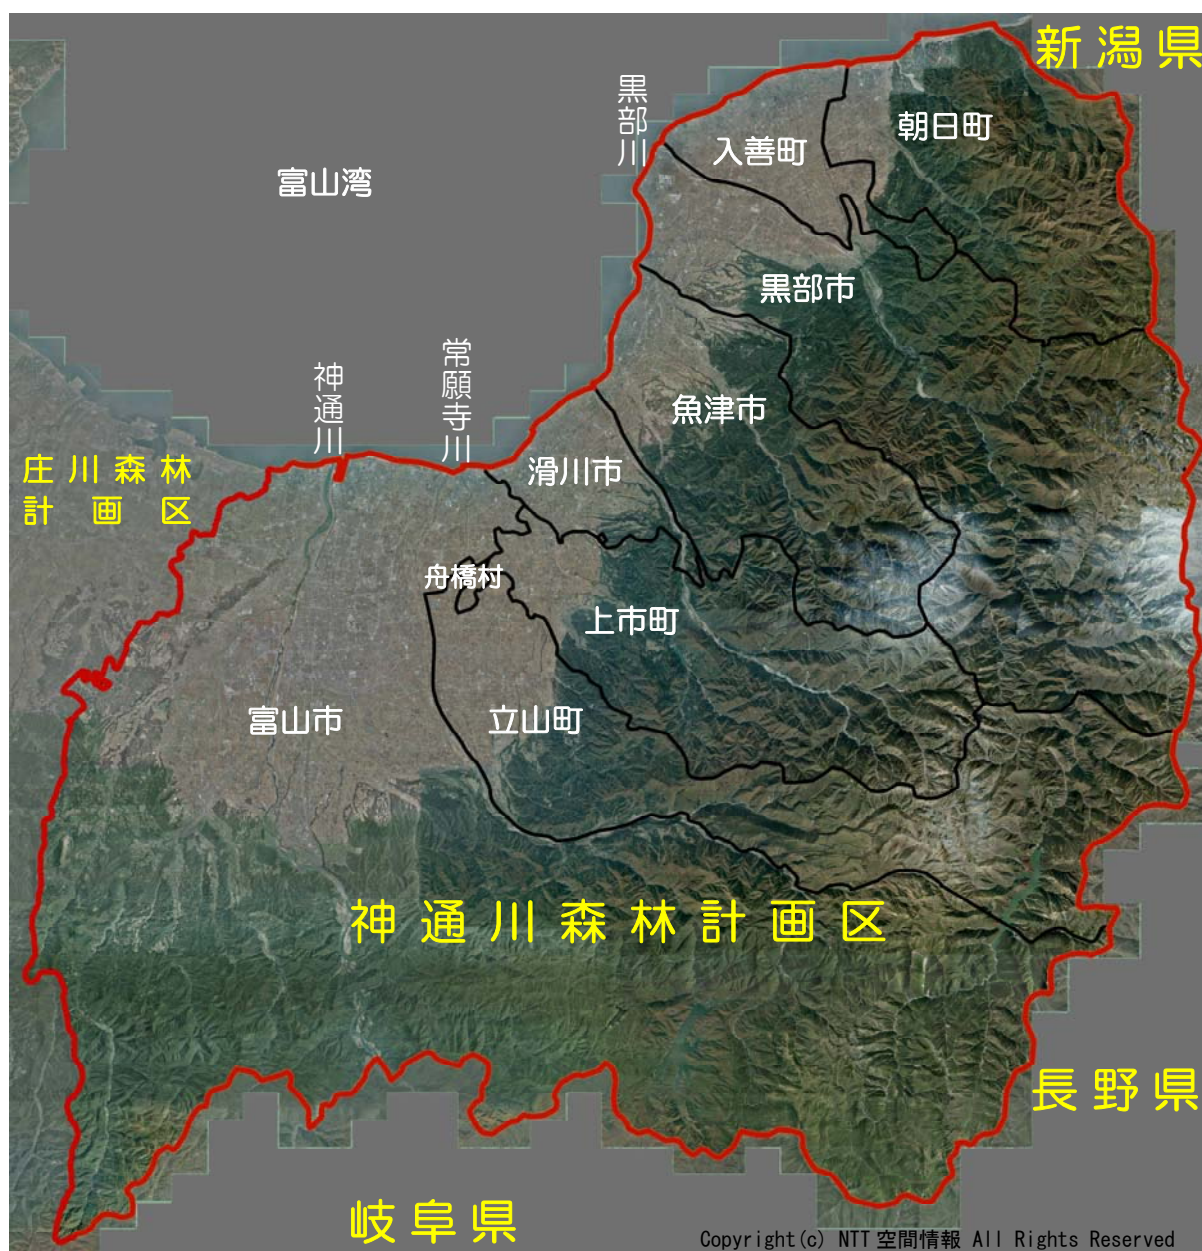 新潟県
黒部川
朝日町
入善町
富山湾
黒部市
神通川
常願寺川
魚津市
庄川森林
計画区
滑川市
舟橋村
上市町
富山市
立山町
神通川森林計画区
長野県
岐阜県
Copyright(c) NTT空間情報 All Rights Reserved